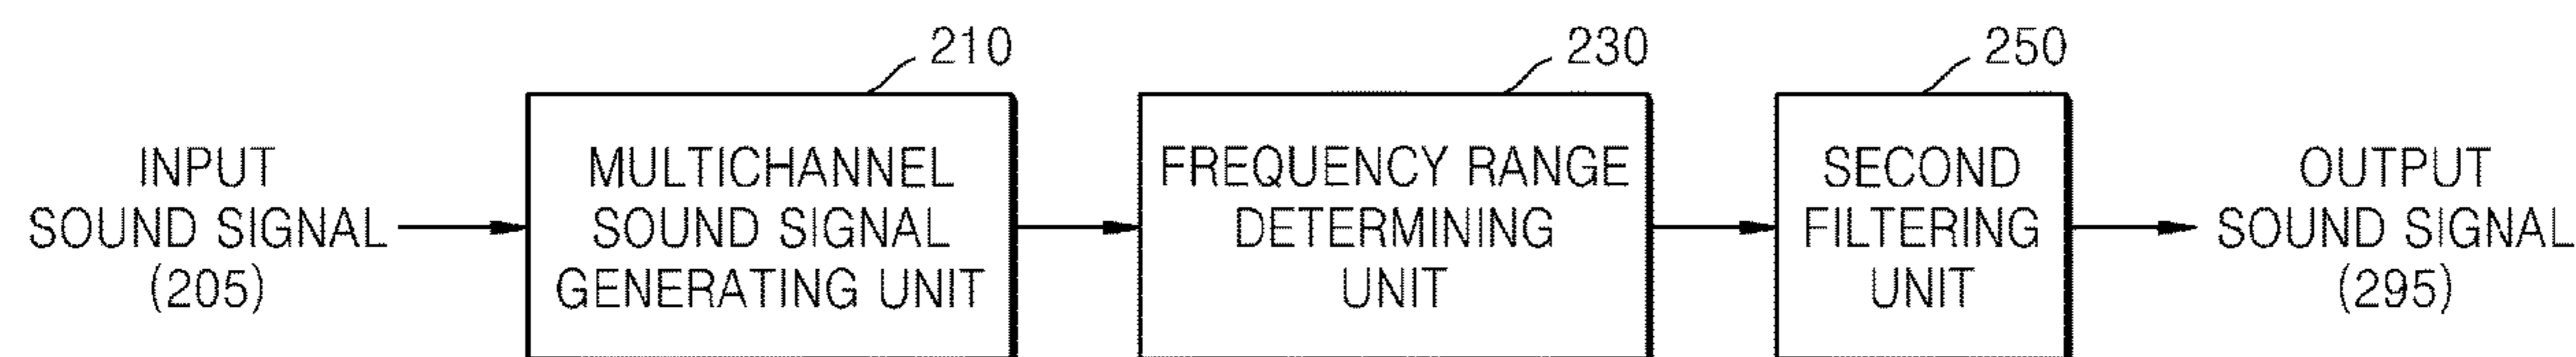 210
230
250
INPUT
SOUND SIGNAL
(205)
MULTICHANNEL
SOUND SIGNAL
GENERATING UNIT
FREQUENCY RANGE
DETERMINING
UNIT
SECOND
FILTERING
UNIT
OUTPUT
SOUND SIGNAL
(295)